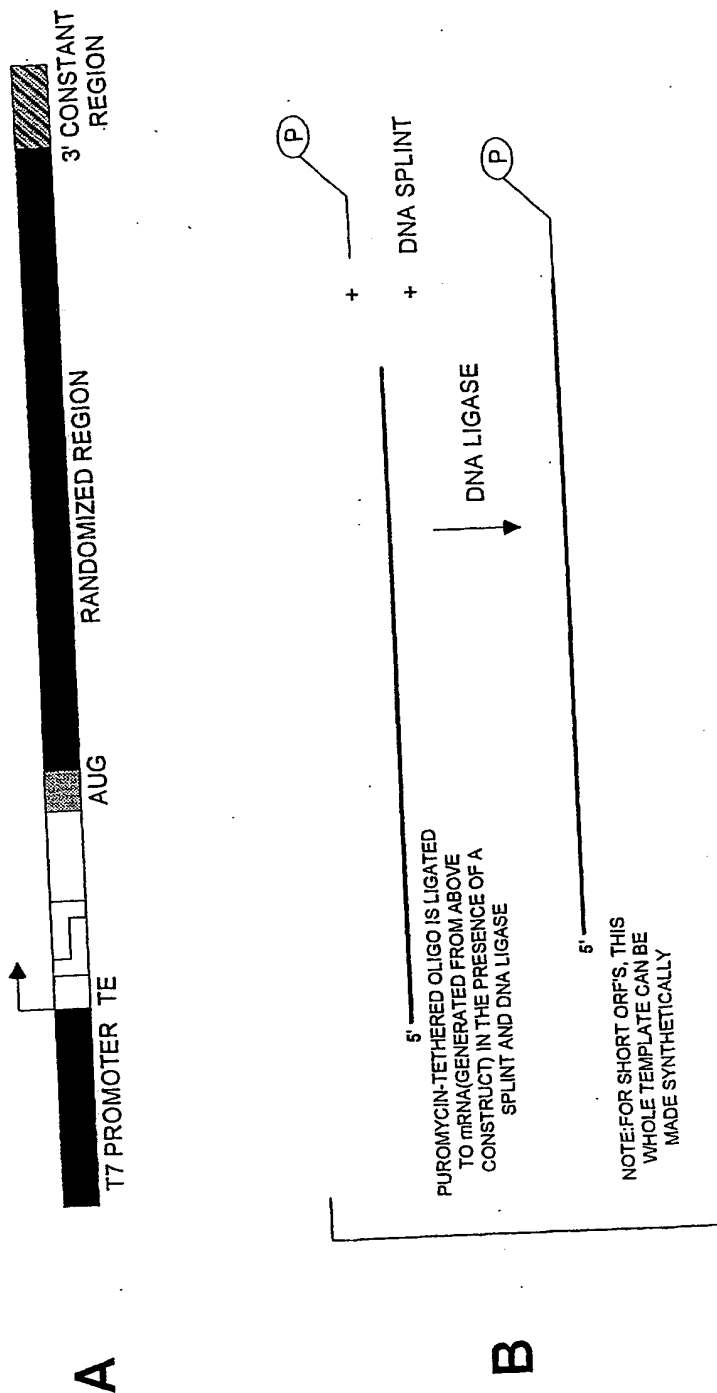 A
T7 PROMOTER TE AUG RANDOMIZED REGION 3' CONSTANT
REGION
B
5'
+
P
+ DNA SPLINT
PUROMYCIN-TETHERED OLIGO IS LIGATED
TO mRNA(GENERATED FROM ABOVE
CONSTRUCT) IN THE PRESENCE OF A
SPLINT AND DNA LIGASE
DNA LIGASE
5'
P
NOTE:FOR SHORT ORF'S, THIS
WHOLE TEMPLATE CAN BE
MADE SYNTHETICALLY